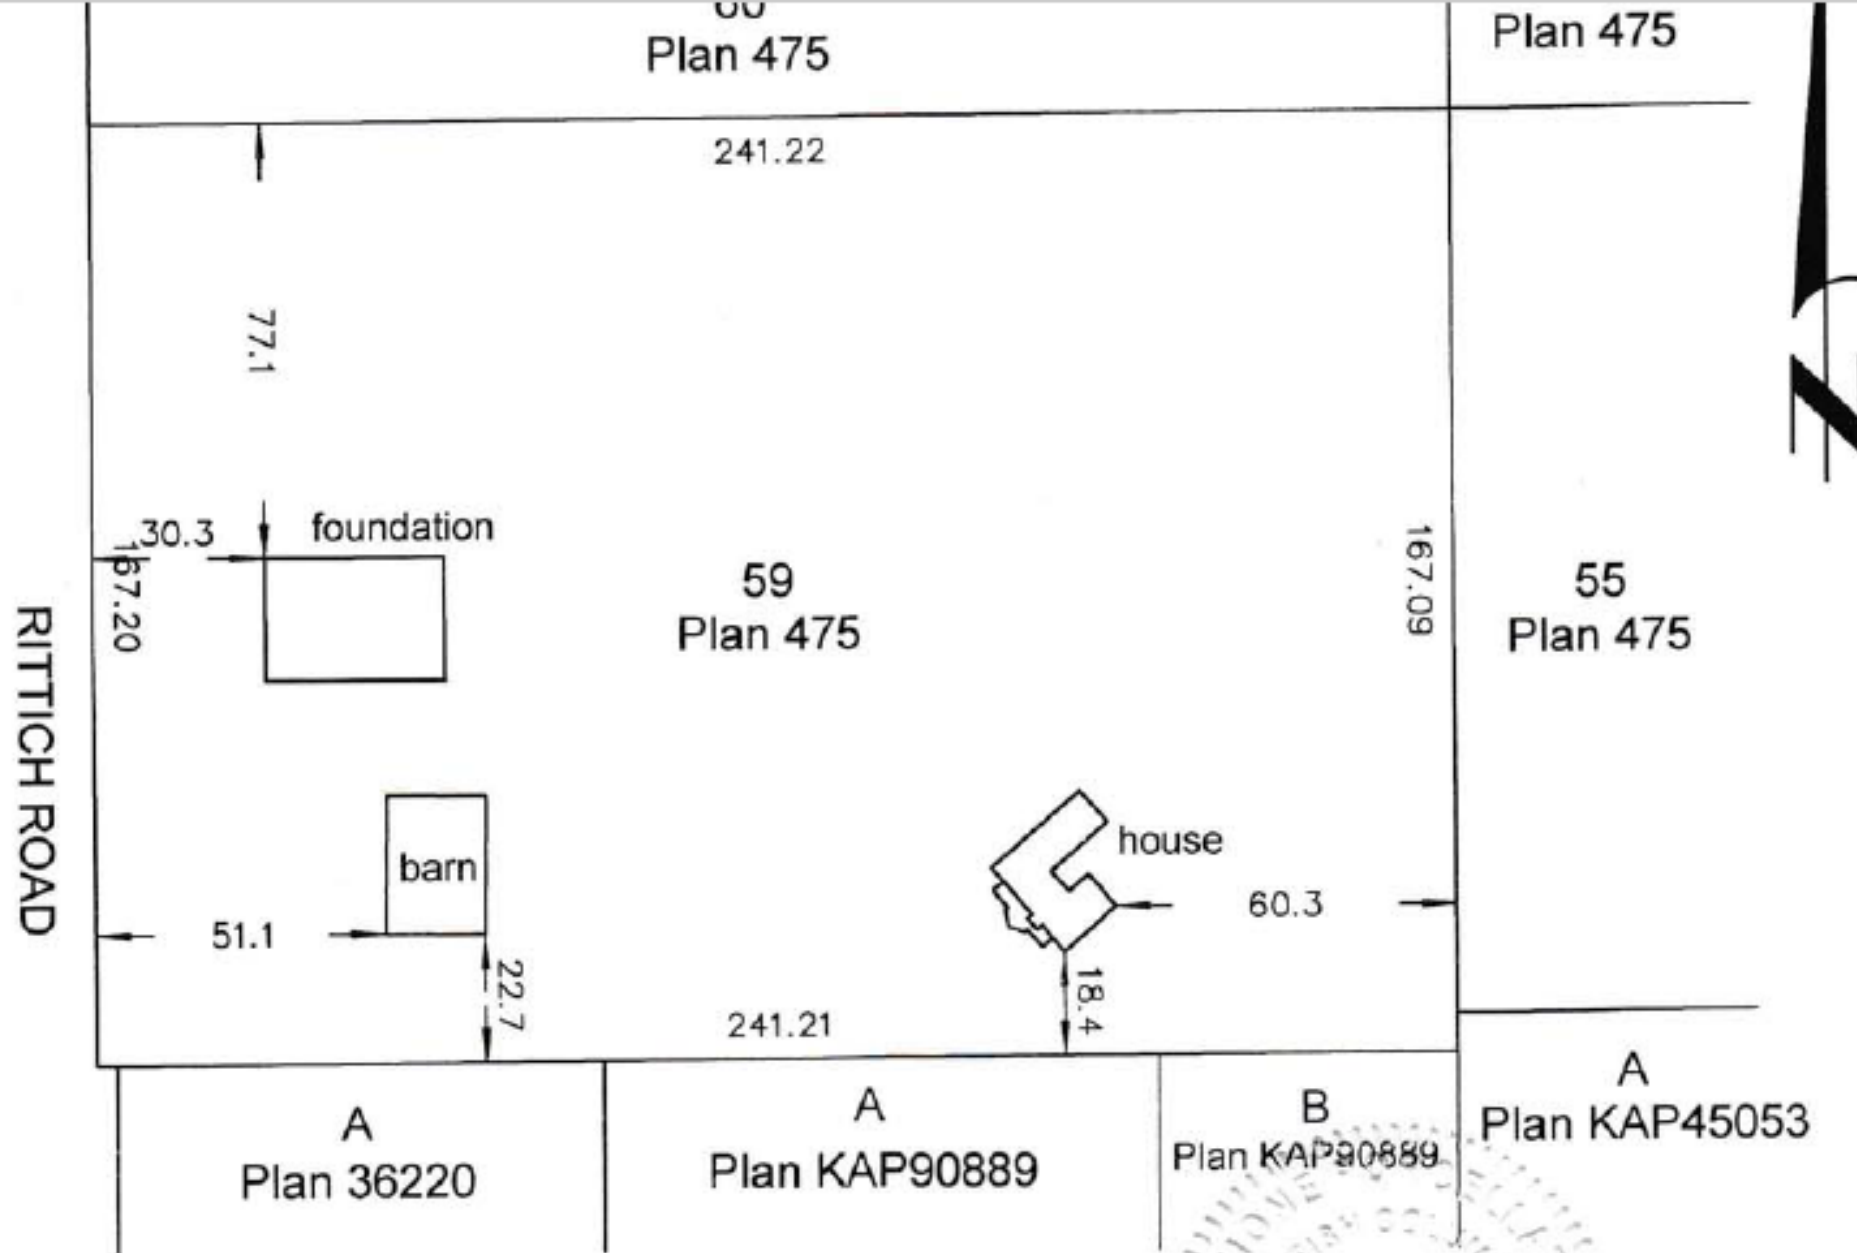 60
Plan 475
Plan 475
241.22
77.1
30.3
foundation
167.20
59
Plan 475
167.09
55
Plan 475
RITTICH ROAD
barn
house
51.1
60.3
22.7
18.4
241.21
A
Plan 36220
A
Plan KAP90889
B
Plan KAP90889
A
Plan KAP45053
N